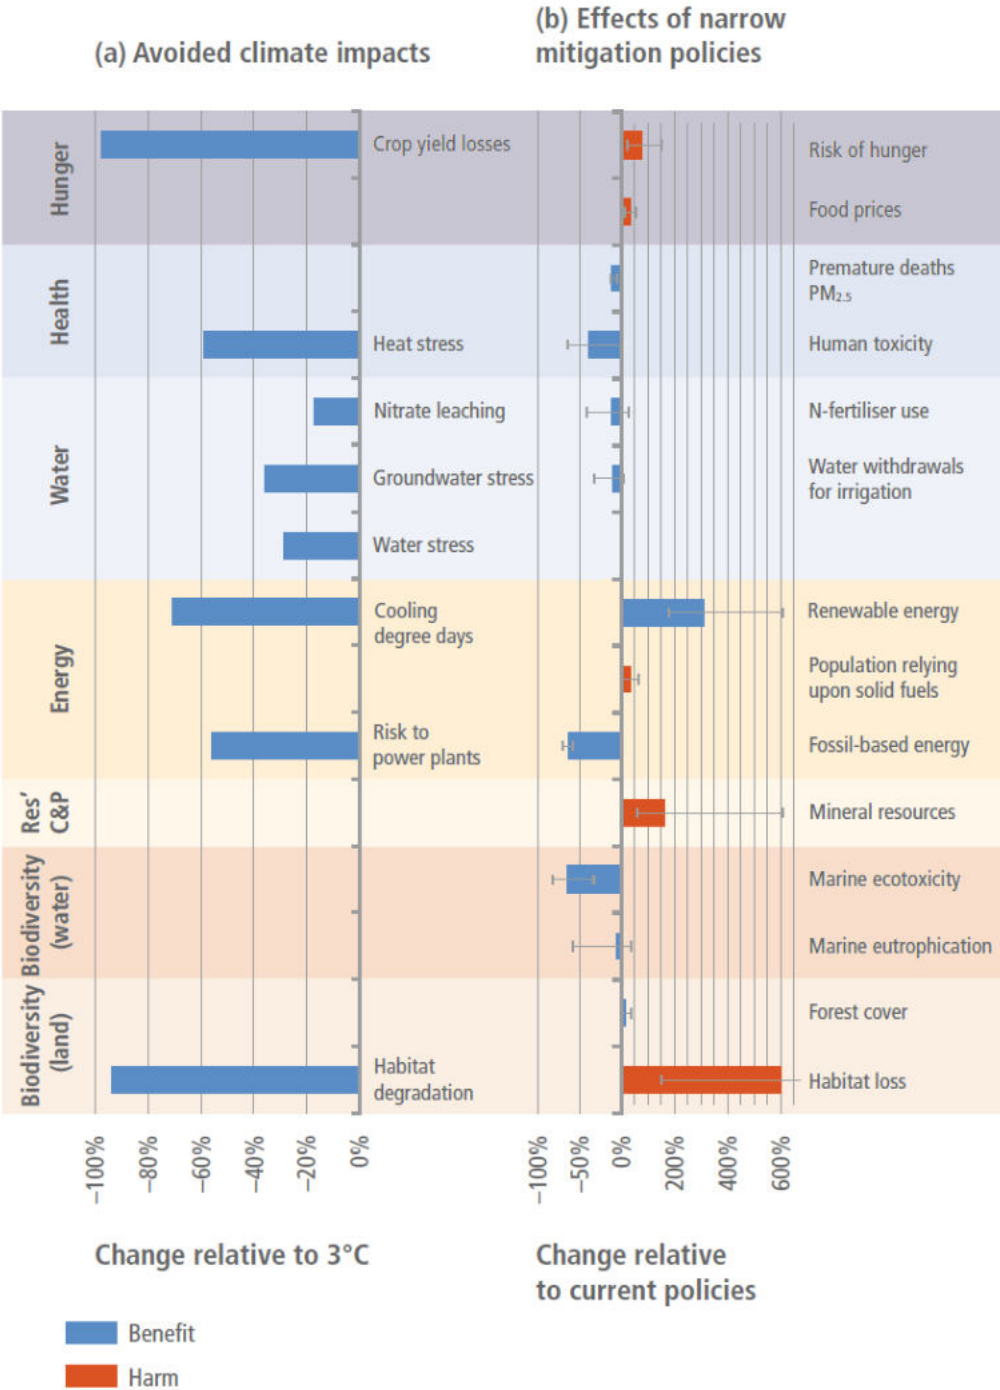 (a) Avoided climate impacts
(b) Effects of narrow
mitigation policies
Hunger
Crop yield losses
Risk of hunger
Food prices
Health
Premature deaths
PM2.5
Heat stress
Human toxicity
Water
Nitrate leaching
N-fertiliser use
Groundwater stress
Water withdrawals
for irrigation
Water stress
Energy
Cooling
degree days
Renewable energy
Population relying
upon solid fuels
Risk to
power plants
Fossil-based energy
Res’
C&P
Mineral resources
Biodiversity
(water)
Marine ecotoxicity
Marine eutrophication
Biodiversity
(land)
Forest cover
Habitat
degradation
Habitat loss
–100%
–80%
–60%
–40%
–20%
0%
–100%
–50%
0%
200%
400%
600%
Change relative to 3°C
Change relative
to current policies
Benefit
Harm